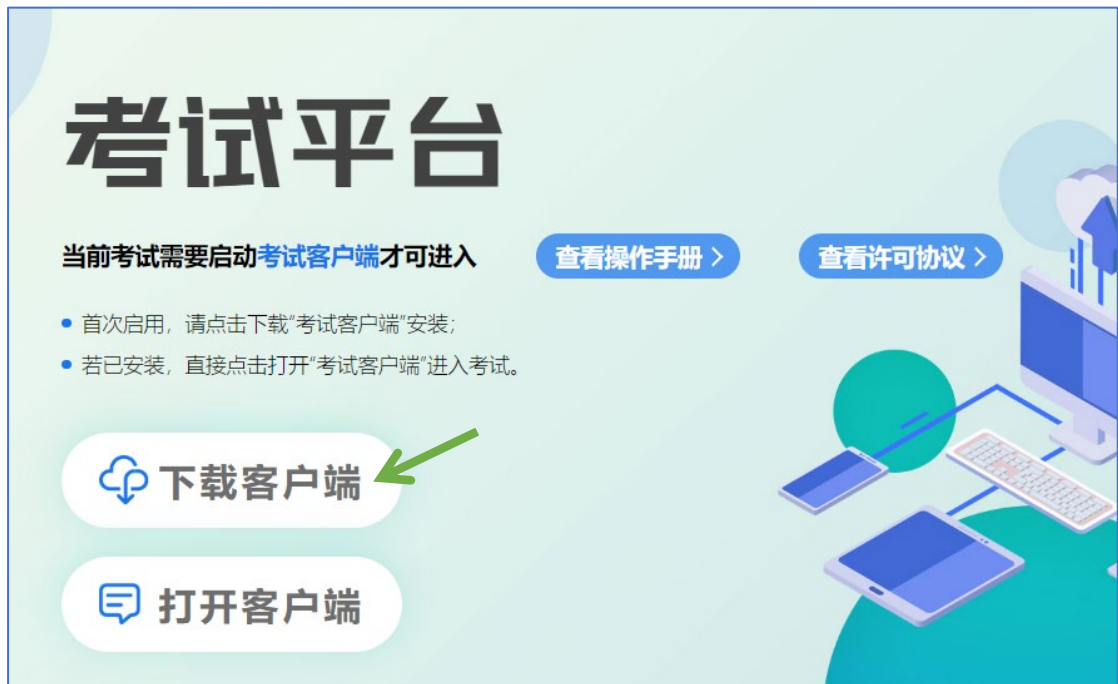 考试平台
当前考试需要启动考试客户端才可进入 查看操作手册 > 查看许可协议 >
首次启用，请点击下载“考试客户端”安装；
若已安装，直接点击打开“考试客户端”进入考试。
下载客户端
打开客户端